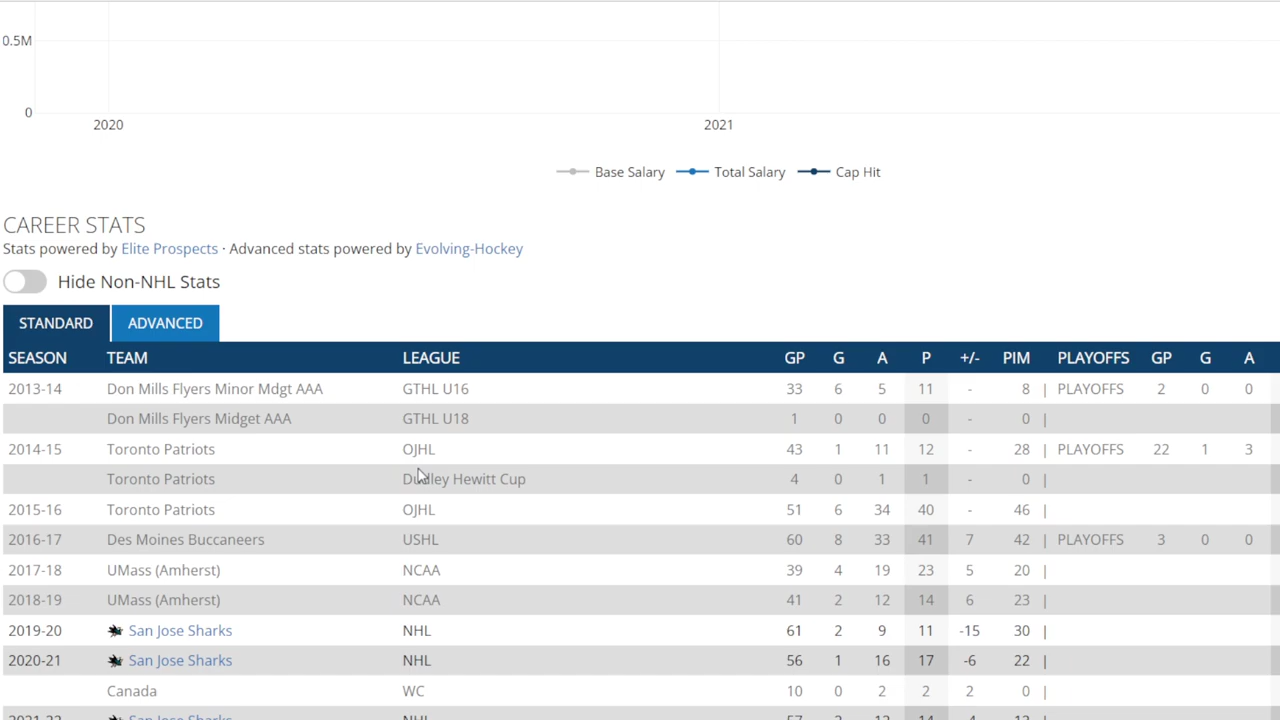 0.5M
0
2020 2021
Base Salary Total Salary Cap Hit
CAREER STATS
Stats powered by Elite Prospects · Advanced stats powered by Evolving-Hockey
Hide Non-NHL Stats
STANDARD ADVANCED
SEASON TEAM LEAGUE GP G A P +/- PIM PLAYOFFS GP G A
2013-14 Don Mills Flyers Minor Mdgt AAA GTHL U16 33 6 5 11 - 8 | PLAYOFFS 2 0 0
Don Mills Flyers Midget AAA GTHL U18 1 0 0 0 - 0 |
2014-15 Toronto Patriots OJHL 43 1 11 12 - 28 | PLAYOFFS 22 1 3
Toronto Patriots Dudley Hewitt Cup 4 0 1 1 - 0 |
2015-16 Toronto Patriots OJHL 51 6 34 40 - 46 |
2016-17 Des Moines Buccaneers USHL 60 8 33 41 7 42 | PLAYOFFS 3 0 0
2017-18 UMass (Amherst) NCAA 39 4 19 23 5 20 |
2018-19 UMass (Amherst) NCAA 41 2 12 14 6 23 |
2019-20 San Jose Sharks NHL 61 2 9 11 -15 30 |
2020-21 San Jose Sharks NHL 56 1 16 17 -6 22 |
Canada WC 10 0 2 2 2 0 |
2021-22 San Jose Sharks NHL 57 12 14